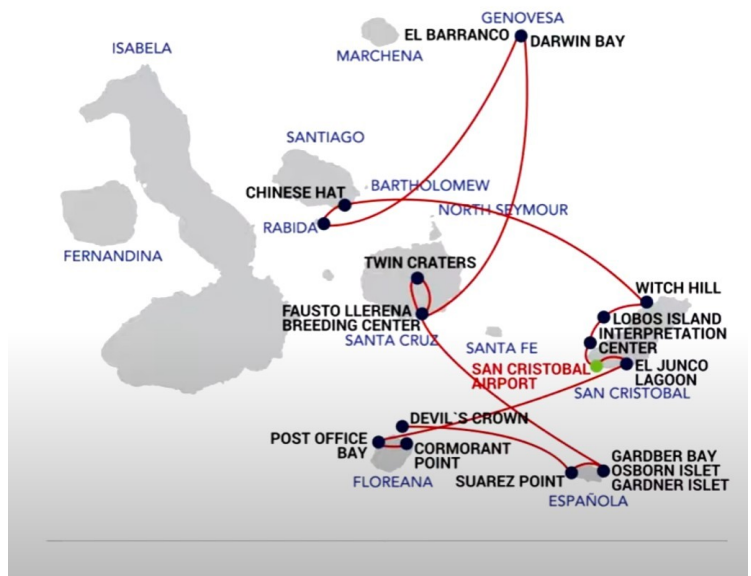 GENOVESA
EL BARRANCO
DARWIN BAY
ISABELA
MARCHENA
SANTIAGO
BARTHOLOMEW
CHINESE HAT
NORTH SEYMOUR
RABIDA
FERNANDINA
TWIN CRATERS
WITCH HILL
FAUSTO LLERENA
BREEDING CENTER
SANTA CRUZ
LOBOS ISLAND
INTERPRETATION
CENTER
SANTA FE
SAN CRISTOBAL
AIRPORT
EL JUNCO
LAGOON
SAN CRISTOBAL
DEVIL`S CROWN
POST OFFICE
BAY
CORMORANT
POINT
FLOREANA
SUAREZ POINT
GARDBER BAY
OSBORN ISLET
GARDNER ISLET
ESPAÑOLA